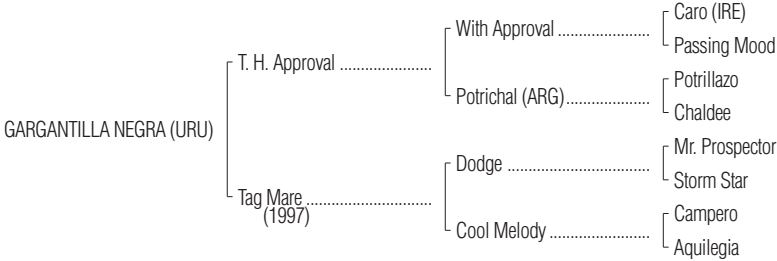 Caro (IRE)
With Approval ......................
Passing Mood
T. H. Approval ......................
Potrillazo
Potrichal (ARG)....................
Chaldee
GARGANTILLA NEGRA (URU)
Mr. Prospector
Dodge ..................................
Storm Star
Tag Mare ..............................
(1997)
Campero
Cool Melody ........................
Aquilegia